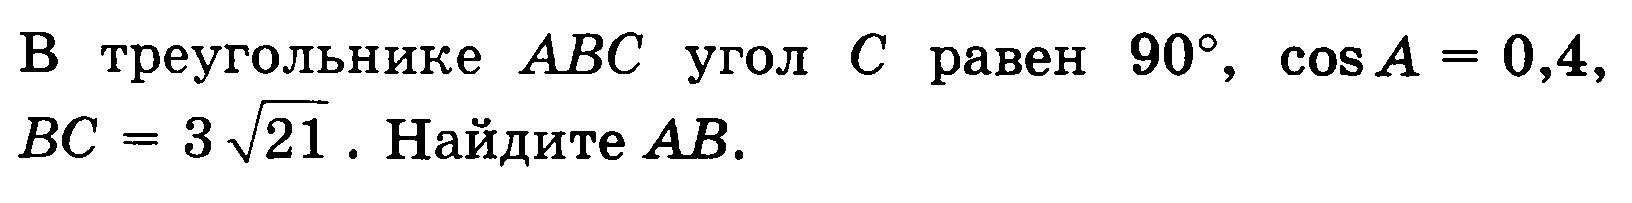 В треугольнике ABC угол C равен 90°, cos A = 0,4,
BC = 3√21 . Найдите AB.